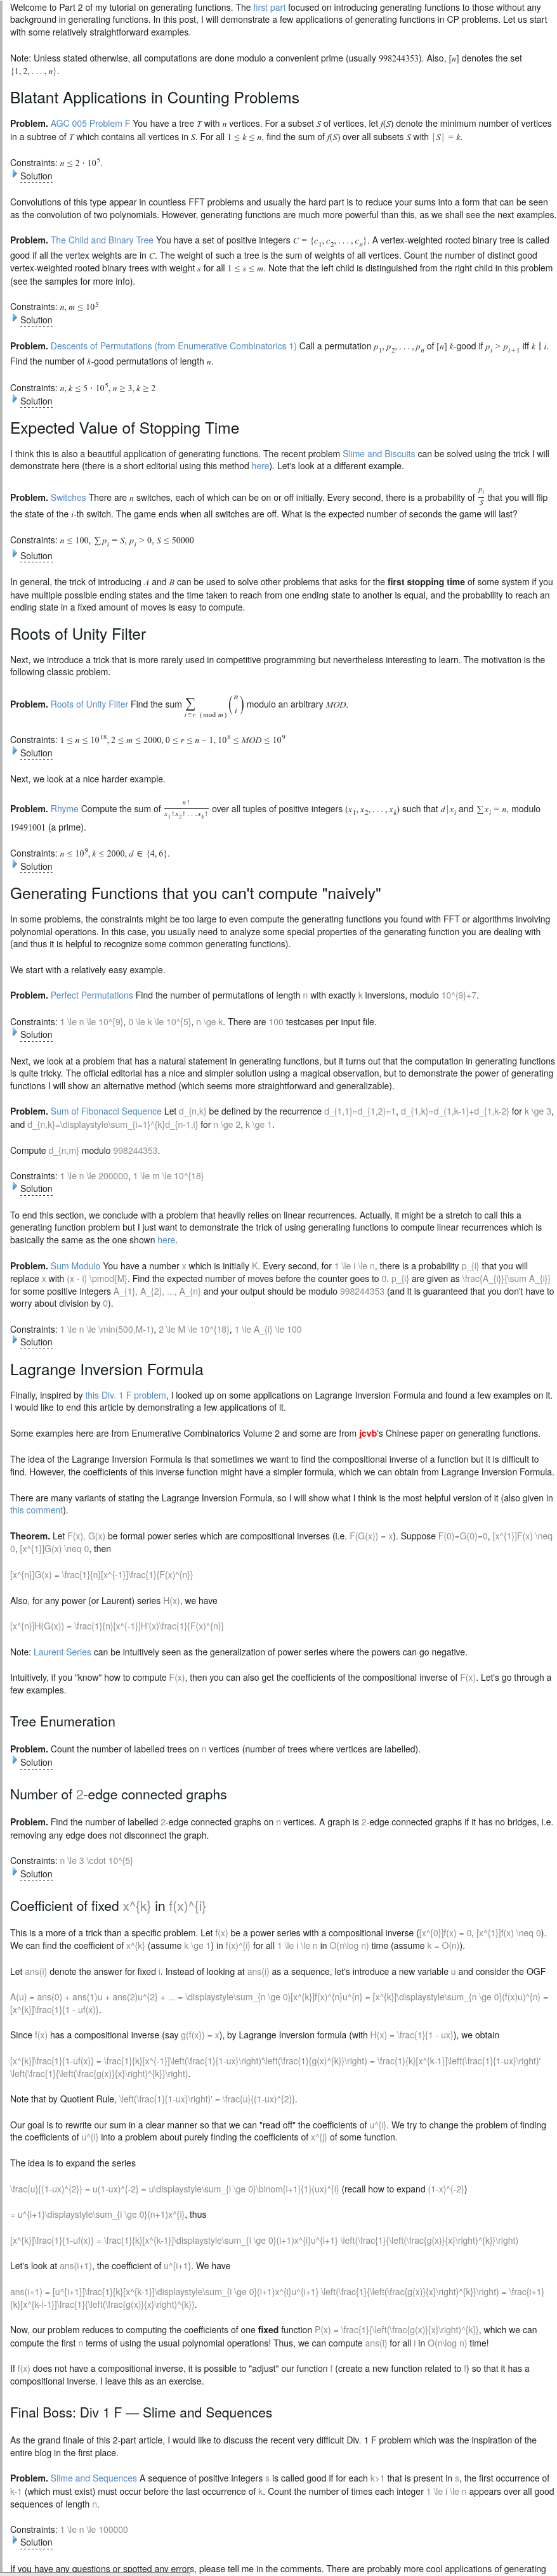 Welcome to Part 2 of my tutorial on generating functions. The first part focused on introducing generating functions to those without any
background in generating functions. In this post, I will demonstrate a few applications of generating functions in CP problems. Let us start
with some relatively straightforward examples.
Note: Unless stated otherwise, all computations are done modulo a convenient prime (usually 998244353). Also, [n] denotes the set
{1, 2, . . . , n}.
Blatant Applications in Counting Problems
Problem. AGC 005 Problem F You have a tree T with n vertices. For a subset S of vertices, let f(S) denote the minimum number of vertices
in a subtree of T which contains all vertices in S. For all 1 ≤ k ≤ n, find the sum of f(S) over all subsets S with |S| = k.
Constraints: n ≤ 2 · 10^5.
Solution
Convolutions of this type appear in countless FFT problems and usually the hard part is to reduce your sums into a form that can be seen
as the convolution of two polynomials. However, generating functions are much more powerful than this, as we shall see the next examples.
Problem. The Child and Binary Tree You have a set of positive integers C = {c_1, c_2, . . . , c_n}. A vertex-weighted rooted binary tree is called
good if all the vertex weights are in C. The weight of such a tree is the sum of weights of all vertices. Count the number of distinct good
vertex-weighted rooted binary trees with weight s for all 1 ≤ s ≤ m. Note that the left child is distinguished from the right child in this problem
(see the samples for more info).
Constraints: n, m ≤ 10^5
Solution
Problem. Descents of Permutations (from Enumerative Combinatorics 1) Call a permutation p_1, p_2, . . . , p_n of [n] k-good if p_i > p_{i+1} iff k | i.
Find the number of k-good permutations of length n.
Constraints: n, k ≤ 5 · 10^5, n ≥ 3, k ≥ 2
Solution
Expected Value of Stopping Time
I think this is also a beautiful application of generating functions. The recent problem Slime and Biscuits can be solved using the trick I will
demonstrate here (there is a short editorial using this method here). Let's look at a different example.
Problem. Switches There are n switches, each of which can be on or off initially. Every second, there is a probability of p_i/S that you will flip
the state of the i-th switch. The game ends when all switches are off. What is the expected number of seconds the game will last?
Constraints: n ≤ 100, ∑p_i = S, p_i > 0, S ≤ 50000
Solution
In general, the trick of introducing A and B can be used to solve other problems that asks for the first stopping time of some system if you
have multiple possible ending states and the time taken to reach from one ending state to another is equal, and the probability to reach an
ending state in a fixed amount of moves is easy to compute.
Roots of Unity Filter
Next, we introduce a trick that is more rarely used in competitive programming but nevertheless interesting to learn. The motivation is the
following classic problem.
Problem. Roots of Unity Filter Find the sum ∑_{i≡r (mod m)} (n i) modulo an arbitrary MOD.
Constraints: 1 ≤ n ≤ 10^18, 2 ≤ m ≤ 2000, 0 ≤ r ≤ n − 1, 10^8 ≤ MOD ≤ 10^9
Solution
Next, we look at a nice harder example.
Problem. Rhyme Compute the sum of n!/(x_1!x_2!...x_k!) over all tuples of positive integers (x_1, x_2, . . . , x_k) such that d | x_i and ∑x_i = n, modulo
19491001 (a prime).
Constraints: n ≤ 10^9, k ≤ 2000, d ∈ {4, 6}.
Solution
Generating Functions that you can't compute "naively"
In some problems, the constraints might be too large to even compute the generating functions you found with FFT or algorithms involving
polynomial operations. In this case, you usually need to analyze some special properties of the generating function you are dealing with
(and thus it is helpful to recognize some common generating functions).
We start with a relatively easy example.
Problem. Perfect Permutations Find the number of permutations of length n with exactly k inversions, modulo 10^{9}+7.
Constraints: 1 \le n \le 10^{9}, 0 \le k \le 10^{5}, n \ge k. There are 100 testcases per input file.
Solution
Next, we look at a problem that has a natural statement in generating functions, but it turns out that the computation in generating functions
is quite tricky. The official editorial has a nice and simpler solution using a magical observation, but to demonstrate the power of generating
functions I will show an alternative method (which seems more straightforward and generalizable).
Problem. Sum of Fibonacci Sequence Let d_{n,k} be defined by the recurrence d_{1,1}=d_{1,2}=1, d_{1,k}=d_{1,k-1}+d_{1,k-2} for k \ge 3,
and d_{n,k}=\displaystyle\sum_{i=1}^{k}d_{n-1,i} for n \ge 2, k \ge 1.
Compute d_{n,m} modulo 998244353.
Constraints: 1 \le n \le 200000, 1 \le m \le 10^{18}
Solution
To end this section, we conclude with a problem that heavily relies on linear recurrences. Actually, it might be a stretch to call this a
generating function problem but I just want to demonstrate the trick of using generating functions to compute linear recurrences which is
basically the same as the one shown here.
Problem. Sum Modulo You have a number x which is initially K. Every second, for 1 \le i \le n, there is a probability p_{i} that you will
replace x with (x - i) \pmod{M}. Find the expected number of moves before the counter goes to 0. p_{i} are given as \frac{A_{i}}{\sum A_{i}}
for some positive integers A_{1}, A_{2}, ..., A_{n} and your output should be modulo 998244353 (and it is guaranteed that you don't have to
worry about division by 0).
Constraints: 1 \le n \le \min(500,M-1), 2 \le M \le 10^{18}, 1 \le A_{i} \le 100
Solution
Lagrange Inversion Formula
Finally, inspired by this Div. 1 F problem, I looked up on some applications on Lagrange Inversion Formula and found a few examples on it.
I would like to end this article by demonstrating a few applications of it.
Some examples here are from Enumerative Combinatorics Volume 2 and some are from jcvb's Chinese paper on generating functions.
The idea of the Lagrange Inversion Formula is that sometimes we want to find the compositional inverse of a function but it is difficult to
find. However, the coefficients of this inverse function might have a simpler formula, which we can obtain from Lagrange Inversion Formula.
There are many variants of stating the Lagrange Inversion Formula, so I will show what I think is the most helpful version of it (also given in
this comment).
Theorem. Let F(x), G(x) be formal power series which are compositional inverses (i.e. F(G(x)) = x). Suppose F(0)=G(0)=0, [x^{1}]F(x) \neq
0, [x^{1}]G(x) \neq 0, then
[x^{n}]G(x) = \frac{1}{n}[x^{-1}]\frac{1}{F(x)^{n}}
Also, for any power (or Laurent) series H(x), we have
[x^{n}]H(G(x)) = \frac{1}{n}[x^{-1}]H'(x)\frac{1}{F(x)^{n}}
Note: Laurent Series can be intuitively seen as the generalization of power series where the powers can go negative.
Intuitively, if you "know" how to compute F(x), then you can also get the coefficients of the compositional inverse of F(x). Let's go through a
few examples.
Tree Enumeration
Problem. Count the number of labelled trees on n vertices (number of trees where vertices are labelled).
Solution
Number of 2-edge connected graphs
Problem. Find the number of labelled 2-edge connected graphs on n vertices. A graph is 2-edge connected graphs if it has no bridges, i.e.
removing any edge does not disconnect the graph.
Constraints: n \le 3 \cdot 10^{5}
Solution
Coefficient of fixed x^{k} in f(x)^{i}
This is a more of a trick than a specific problem. Let f(x) be a power series with a compositional inverse ([x^{0}]f(x) = 0, [x^{1}]f(x) \neq 0).
We can find the coefficient of x^{k} (assume k \ge 1) in f(x)^{i} for all 1 \le i \le n in O(n\log n) time (assume k = O(n)).
Let ans(i) denote the answer for fixed i. Instead of looking at ans(i) as a sequence, let's introduce a new variable u and consider the OGF
A(u) = ans(0) + ans(1)u + ans(2)u^{2} + ... = \displaystyle\sum_{n \ge 0}[x^{k}]f(x)^{n}u^{n} = [x^{k}]\displaystyle\sum_{n \ge 0}(f(x)u)^{n} =
[x^{k}]\frac{1}{1 - uf(x)}.
Since f(x) has a compositional inverse (say g(f(x)) = x), by Lagrange Inversion formula (with H(x) = \frac{1}{1 - ux}), we obtain
[x^{k}]\frac{1}{1-uf(x)} = \frac{1}{k}[x^{-1}]\left(\frac{1}{1-ux}\right)'\left(\frac{1}{g(x)^{k}}\right) = \frac{1}{k}[x^{k-1}]\left(\frac{1}{1-ux}\right)'
\left(\frac{1}{\left(\frac{g(x)}{x}\right)^{k}}\right).
Note that by Quotient Rule, \left(\frac{1}{1-ux}\right)' = \frac{u}{(1-ux)^{2}}.
Our goal is to rewrite our sum in a clear manner so that we can "read off" the coefficients of u^{i}. We try to change the problem of finding
the coefficients of u^{i} into a problem about purely finding the coefficients of x^{j} of some function.
The idea is to expand the series
\frac{u}{(1-ux)^{2}} = u(1-ux)^{-2} = u\displaystyle\sum_{i \ge 0}\binom{i+1}{1}(ux)^{i} (recall how to expand (1-x)^{-2})
= u^{i+1}\displaystyle\sum_{i \ge 0}(n+1)x^{i}, thus
[x^{k}]\frac{1}{1-uf(x)} = \frac{1}{k}[x^{k-1}]\displaystyle\sum_{i \ge 0}(i+1)x^{i}u^{i+1} \left(\frac{1}{\left(\frac{g(x)}{x}\right)^{k}}\right)
Let's look at ans(i+1), the coefficient of u^{i+1}. We have
ans(i+1) = [u^{i+1}]\frac{1}{k}[x^{k-1}]\displaystyle\sum_{i \ge 0}(i+1)x^{i}u^{i+1} \left(\frac{1}{\left(\frac{g(x)}{x}\right)^{k}}\right) = \frac{i+1}
{k}[x^{k-i-1}]\frac{1}{\left(\frac{g(x)}{x}\right)^{k}}.
Now, our problem reduces to computing the coefficients of one fixed function P(x) = \frac{1}{\left(\frac{g(x)}{x}\right)^{k}}, which we can
compute the first n terms of using the usual polynomial operations! Thus, we can compute ans(i) for all i in O(n\log n) time!
If f(x) does not have a compositional inverse, it is possible to "adjust" our function f (create a new function related to f) so that it has a
compositional inverse. I leave this as an exercise.
Final Boss: Div 1 F — Slime and Sequences
As the grand finale of this 2-part article, I would like to discuss the recent very difficult Div. 1 F problem which was the inspiration of the
entire blog in the first place.
Problem. Slime and Sequences A sequence of positive integers s is called good if for each k>1 that is present in s, the first occurrence of
k-1 (which must exist) must occur before the last occurrence of k. Count the number of times each integer 1 \le i \le n appears over all good
sequences of length n.
Constraints: 1 \le n \le 100000
Solution
If you have any questions or spotted any errors, please tell me in the comments. There are probably more cool applications of generating